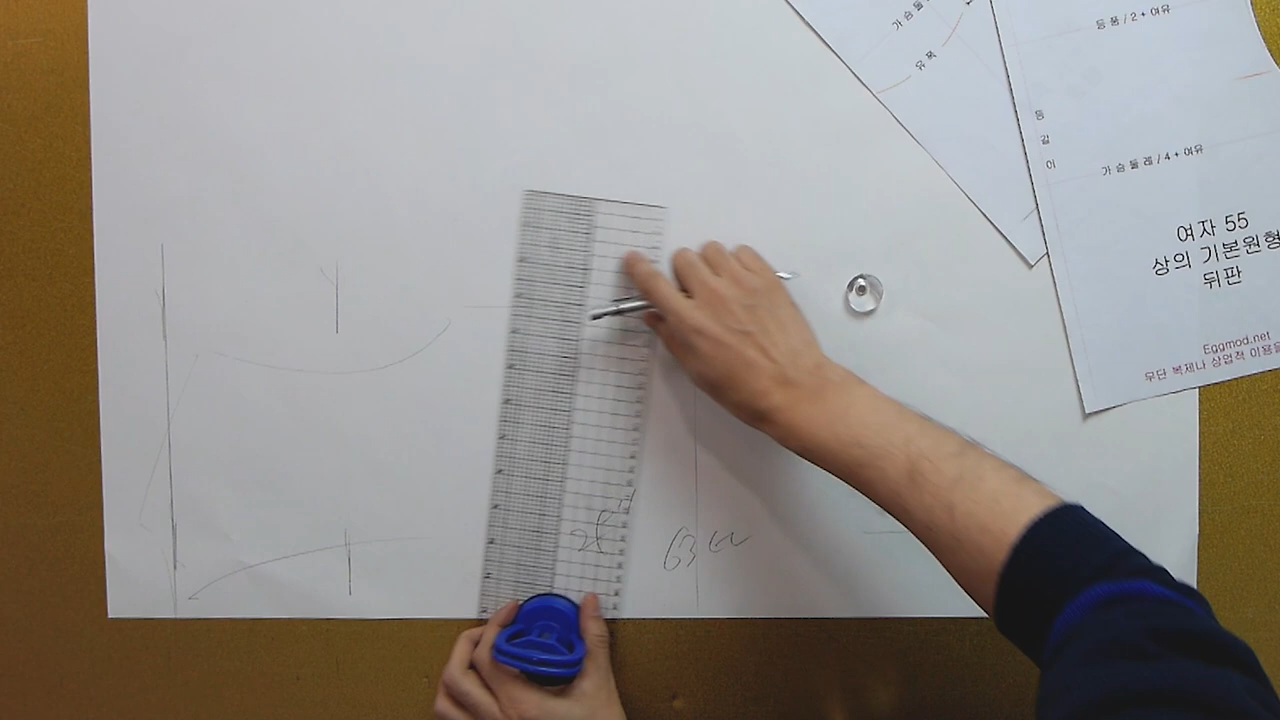 가슴둘
유폭
등품 / 2 + 여유
등길이
가슴둘레 / 4 + 여유
여자 55
상의 기본원형
뒤판
Eggmod.net
무단 복제나 상업적 이용을
63